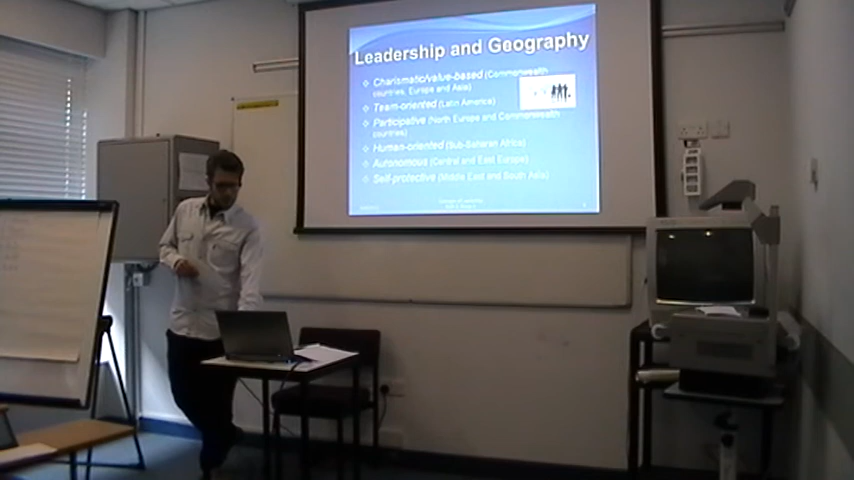 Leadership and Geography
Charismatic/value-based (Commonwealth
countries, Europe and Asia)
Team-oriented (Latin America)
Participative (North Europe and Commonwealth
countries)
Human-oriented (Sub-Saharan Africa)
Autonomous (Central and East Europe)
Self-protective (Middle East and South Asia)